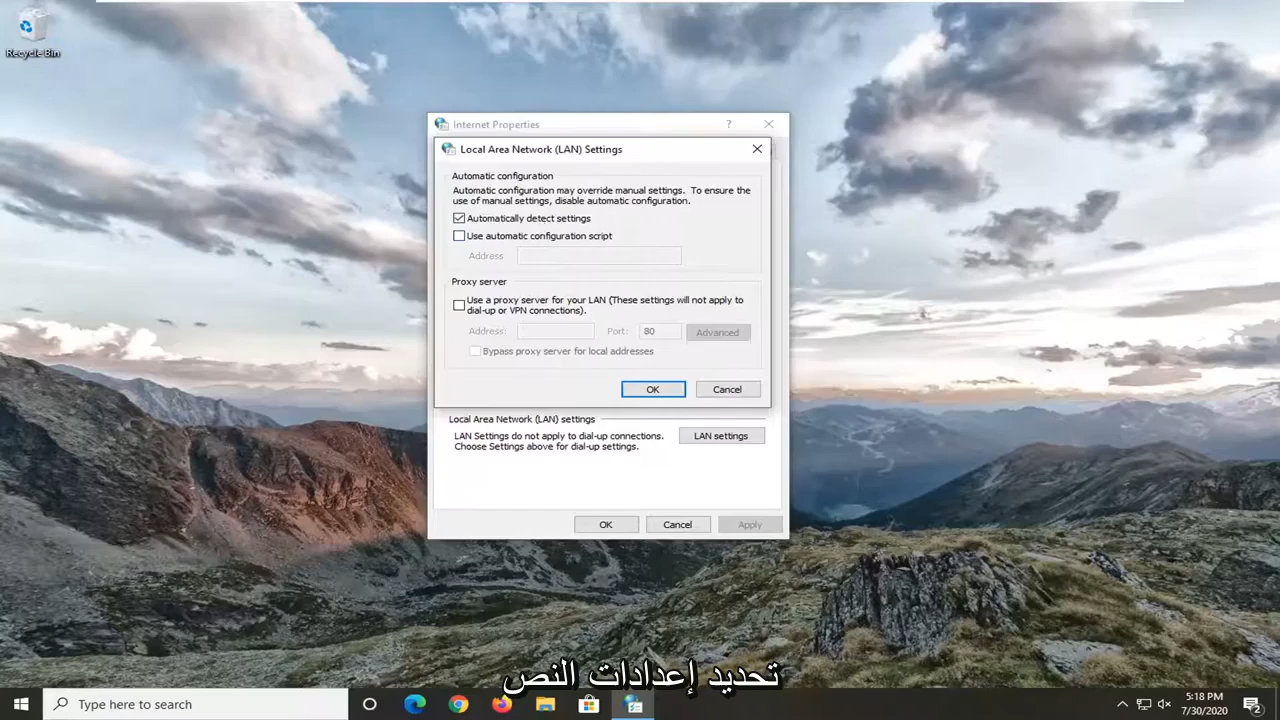 Recycle Bin
Internet Properties
?
Local Area Network (LAN) Settings
Automatic configuration
Automatic configuration may override manual settings. To ensure the
use of manual settings, disable automatic configuration.
Automatically detect settings
Use automatic configuration script
Address
Proxy server
Use a proxy server for your LAN (These settings will not apply to
dial-up or VPN connections).
Address: Port: 80 Advanced
Bypass proxy server for local addresses
OK Cancel
Local Area Network (LAN) settings
LAN Settings do not apply to dial-up connections. LAN settings
Choose Settings above for dial-up settings.
OK Cancel Apply
تحديد إعدادات النص
Type here to search
5:18 PM
7/30/2020
2